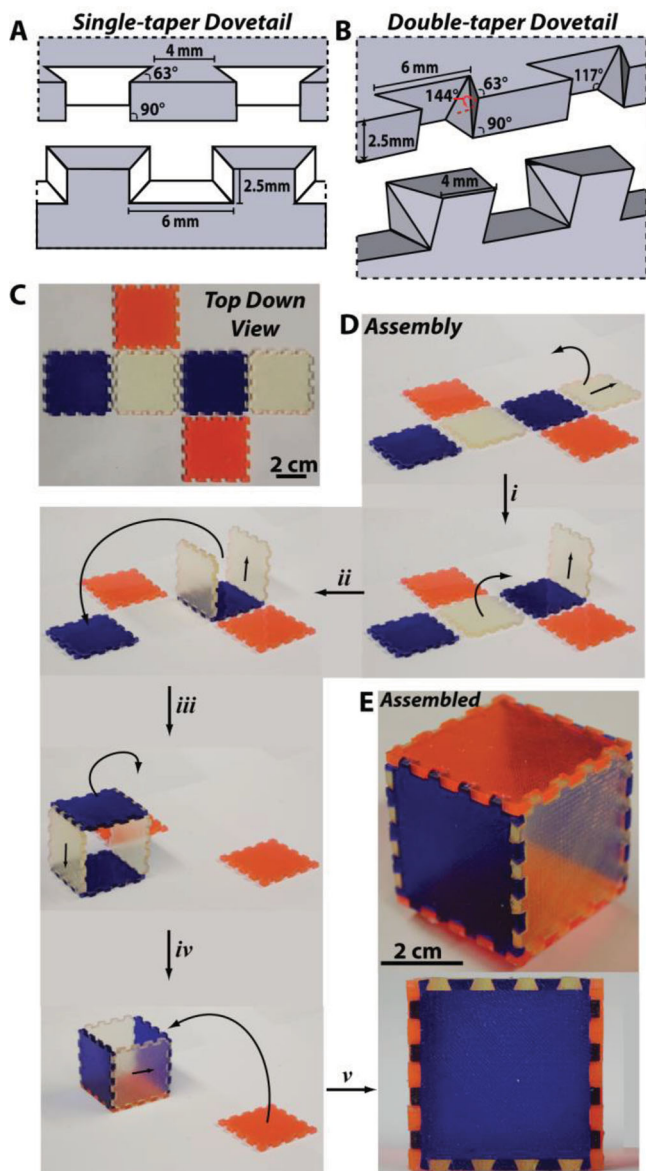 A Single-taper Dovetail
4 mm
63°
90°
2.5mm
6 mm
B Double-taper Dovetail
6 mm
63°
117°
144°
90°
2.5mm
4 mm
C Top Down
View
2 cm
D Assembly
i
ii
iii
iv
v
E Assembled
2 cm